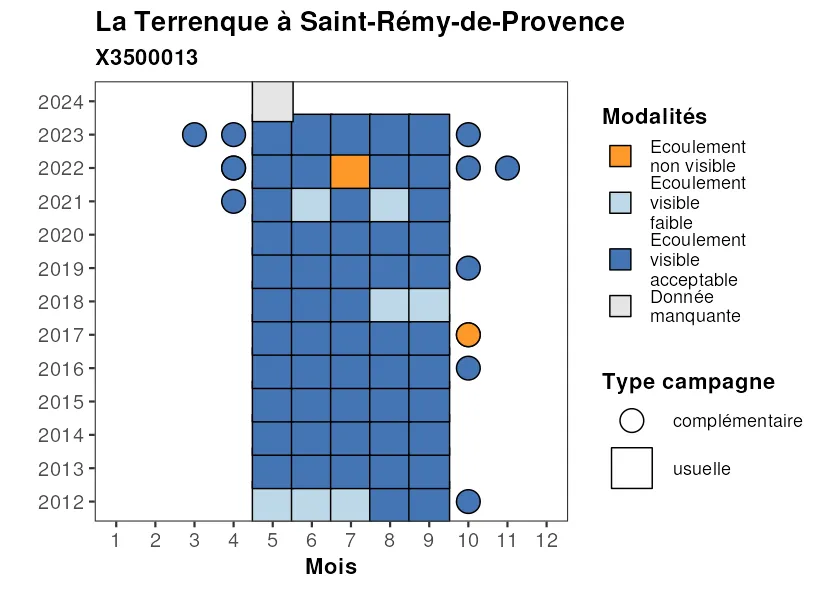 La Terrenque à Saint-Rémy-de-Provence
X3500013
2024
2023
2022
2021
2020
2019
2018
2017
2016
2015
2014
2013
2012
1 2 3 4 5 6 7 8 9 10 11 12
Mois
Modalités
Ecoulement
non visible
Ecoulement
visible
faible
Ecoulement
visible
acceptable
Donnée
manquante
Type campagne
complémentaire
usuelle